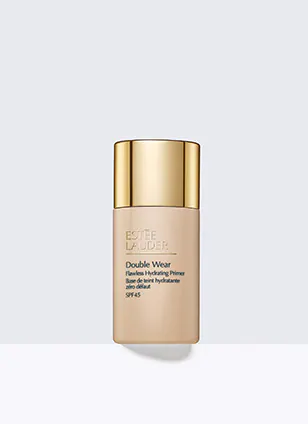 ESTĒE
LAUDER
Double Wear
Flawless Hydrating Primer
Base de teint hydratante
zéro défaut
SPF45